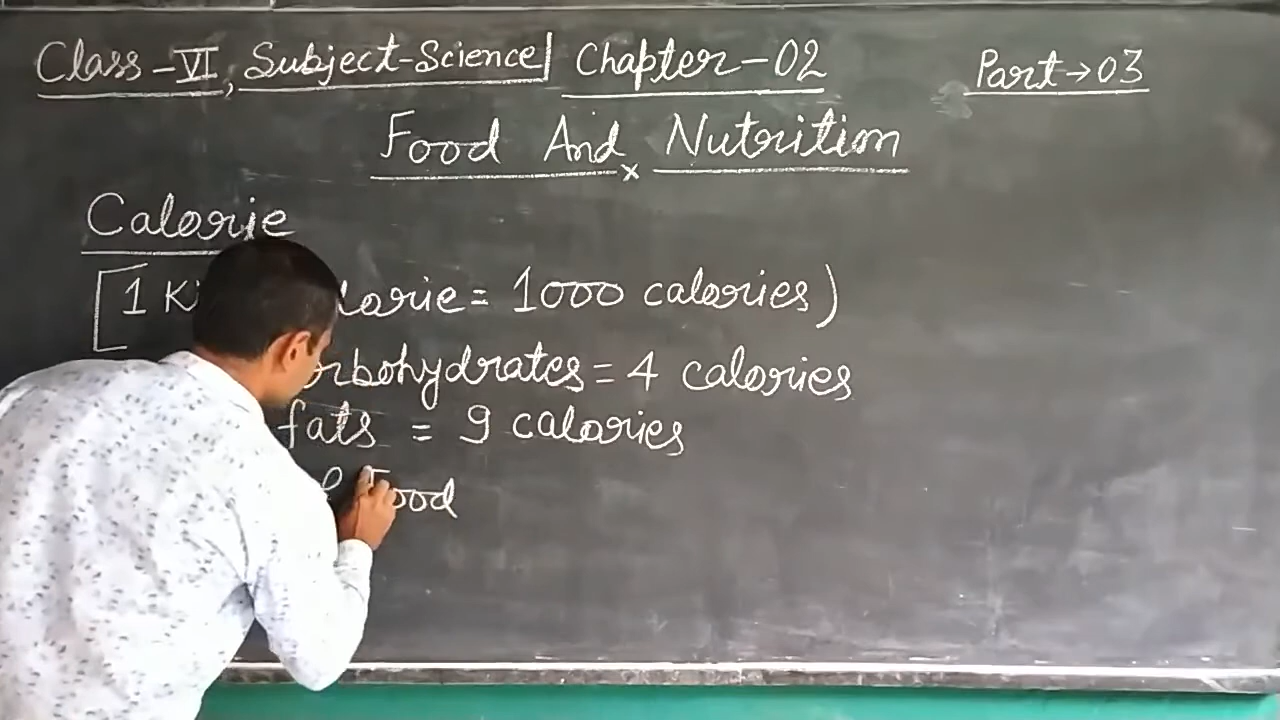 Class-VI, Subject-Science| Chapter-02 Part→03
Food And Nutrition
x
Calorie
[1 K lorie = 1000 calories)
rbohydrates = 4 calories
fats = 9 calories
Food